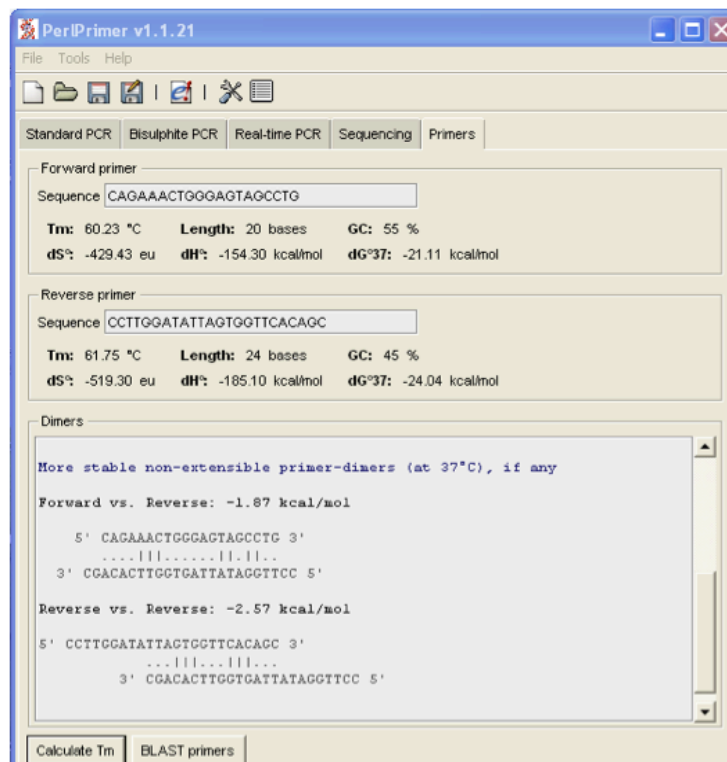 PerlPrimer v1.1.21
File Tools Help
Standard PCR Bisulphite PCR Real-time PCR Sequencing Primers
Forward primer
Sequence CAGAAACTGGGAGTAGCCTG
Tm: 60.23 °C Length: 20 bases GC: 55 %
dS°: -429.43 eu dH°: -154.30 kcal/mol dG°37: -21.11 kcal/mol
Reverse primer
Sequence CCTTGGATATTAGTGGTTCACAGC
Tm: 61.75 °C Length: 24 bases GC: 45 %
dS°: -519.30 eu dH°: -185.10 kcal/mol dG°37: -24.04 kcal/mol
Dimers
More stable non-extensible primer-dimers (at 37°C), if any
Forward vs. Reverse: -1.87 kcal/mol
5' CAGAAACTGGGAGTAGCCTG 3'
....|||......||.||..
3' CGACACTTGGTGATTATAGGTTCC 5'
Reverse vs. Reverse: -2.57 kcal/mol
5' CCTTGGATATTAGTGGTTCACAGC 3'
...|||...|||...
3' CGACACTTGGTGATTATAGGTTCC 5'
Calculate Tm BLAST primers